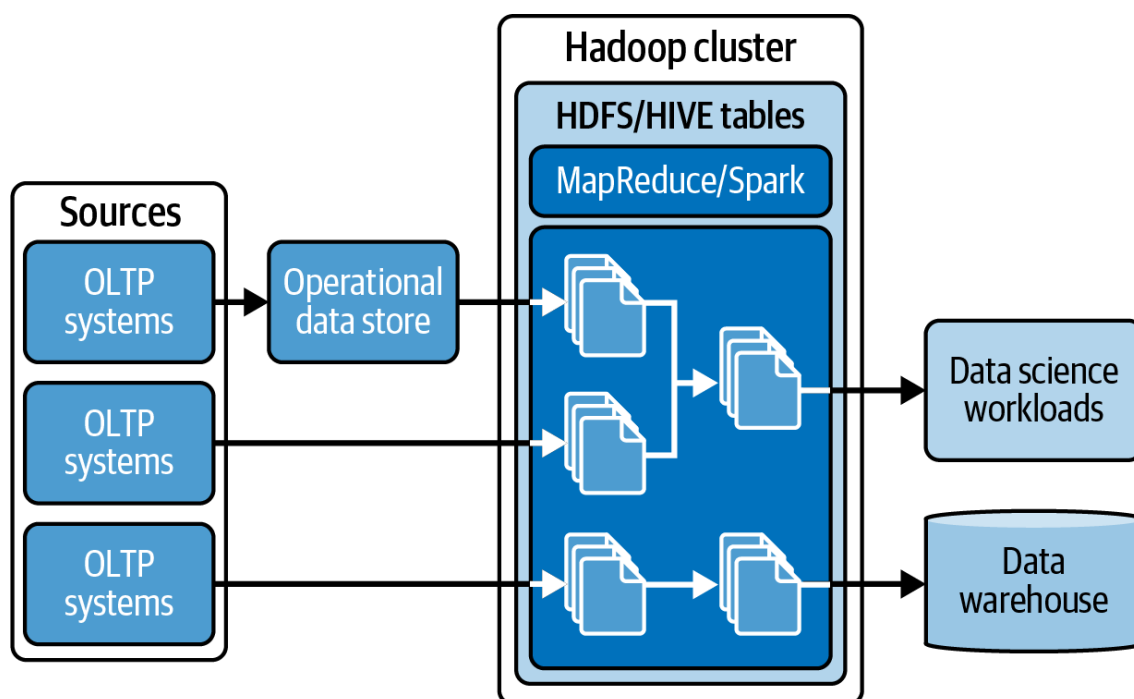 Hadoop cluster
HDFS/HIVE tables
MapReduce/Spark
Sources
OLTP
systems
Operational
data store
OLTP
systems
OLTP
systems
Data science
workloads
Data
warehouse